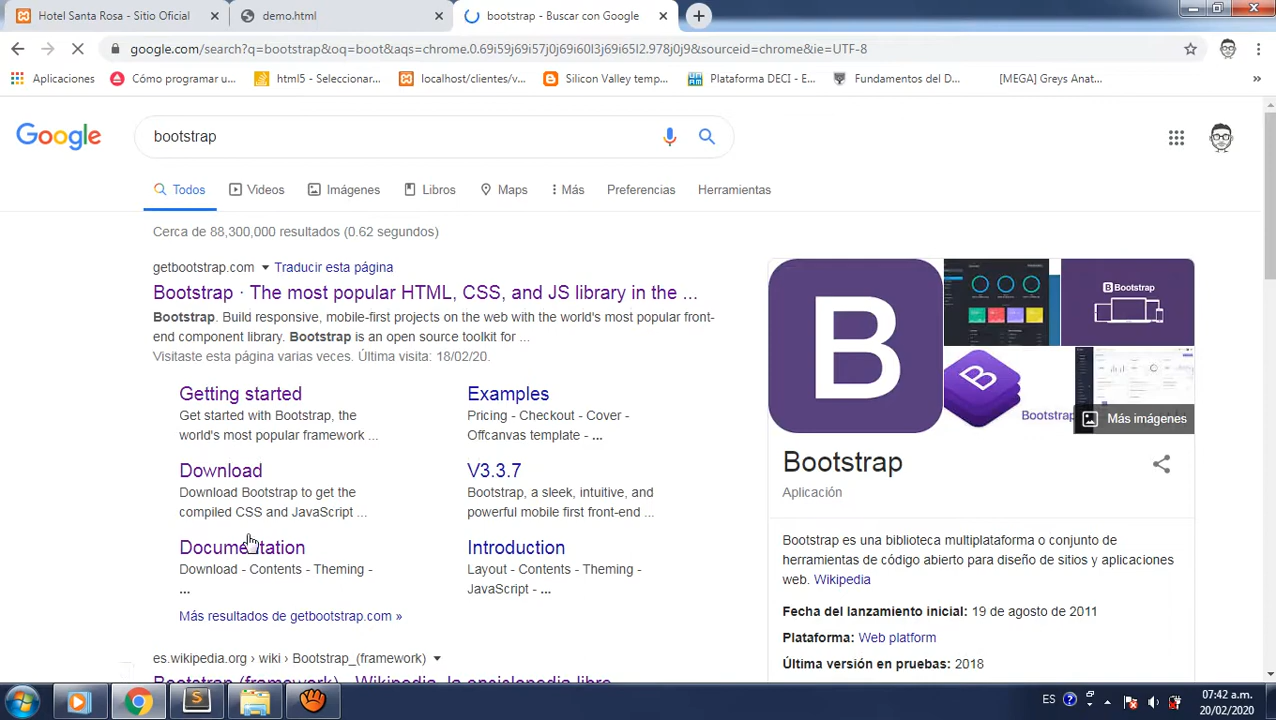 Hotel Santa Rosa - Sitio Oficial
demo.html
bootstrap - Buscar con Google
google.com/search?q=bootstrap&oq=boot&aqs=chrome.0.69i59j69i57j0j69i60l3j69i65l2.978j0j9&sourceid=chrome&ie=UTF-8
Aplicaciones
Cómo programar u...
html5 - Seleccionar...
localhost/clientes/v...
Silicon Valley temp...
Plataforma DECI - E...
Fundamentos del D...
[MEGA] Greys Anat...
»
Google
bootstrap
Todos
Videos
Imágenes
Libros
Maps
Más
Preferencias
Herramientas
Cerca de 88,300,000 resultados (0.62 segundos)
getbootstrap.com
Traducir esta página
Bootstrap · The most popular HTML, CSS, and JS library in the ...
Bootstrap. Build responsive, mobile-first projects on the web with the world's most popular front-
end component library. Bootstrap is an open source toolkit for ...
Visitaste esta página varias veces. Última visita: 18/02/20.
Getting started
Get started with Bootstrap, the
world's most popular framework ...
Examples
Pricing - Checkout - Cover -
Offcanvas template - ...
Download
Download Bootstrap to get the
compiled CSS and JavaScript ...
V3.3.7
Bootstrap, a sleek, intuitive, and
powerful mobile first front-end ...
Documentation
Download - Contents - Theming -
...
Introduction
Layout - Contents - Theming -
JavaScript - ...
Más resultados de getbootstrap.com »
es.wikipedia.org › wiki › Bootstrap_(framework)
B
B Bootstrap
B
Bootstrap
Más imágenes
Bootstrap
Aplicación
Bootstrap es una biblioteca multiplataforma o conjunto de
herramientas de código abierto para diseño de sitios y aplicaciones
web. Wikipedia
Fecha del lanzamiento inicial: 19 de agosto de 2011
Plataforma: Web platform
Última versión en pruebas: 2018
ES
07:42 a.m.
20/02/2020